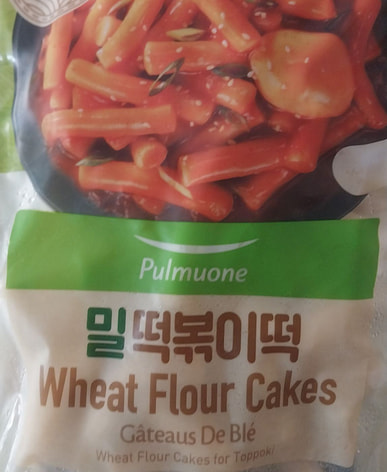 Pulmuone
밀떡볶이떡
Wheat Flour Cakes
Gâteaus De Blé
Wheat Flour Cakes for Toppoki